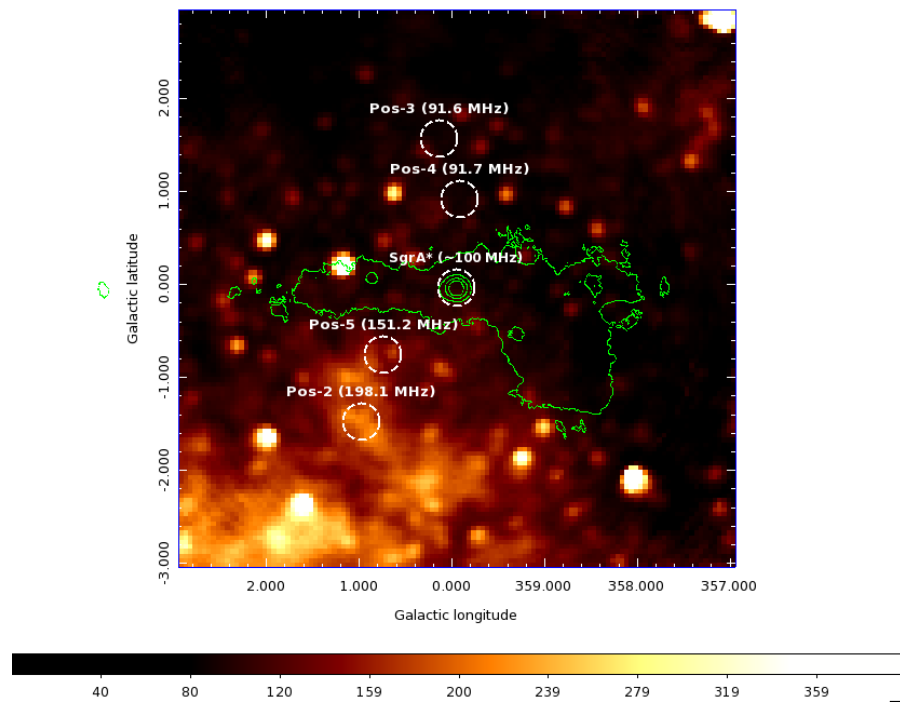 Pos-3 (91.6 MHz)
Pos-4 (91.7 MHz)
SgrA* (~100 MHz)
Pos-5 (151.2 MHz)
Pos-2 (198.1 MHz)
2.000
1.000
0.000
-1.000
-2.000
-3.000
Galactic latitude
2.000 1.000 0.000 359.000 358.000 357.000
Galactic longitude
40 80 120 159 200 239 279 319 359